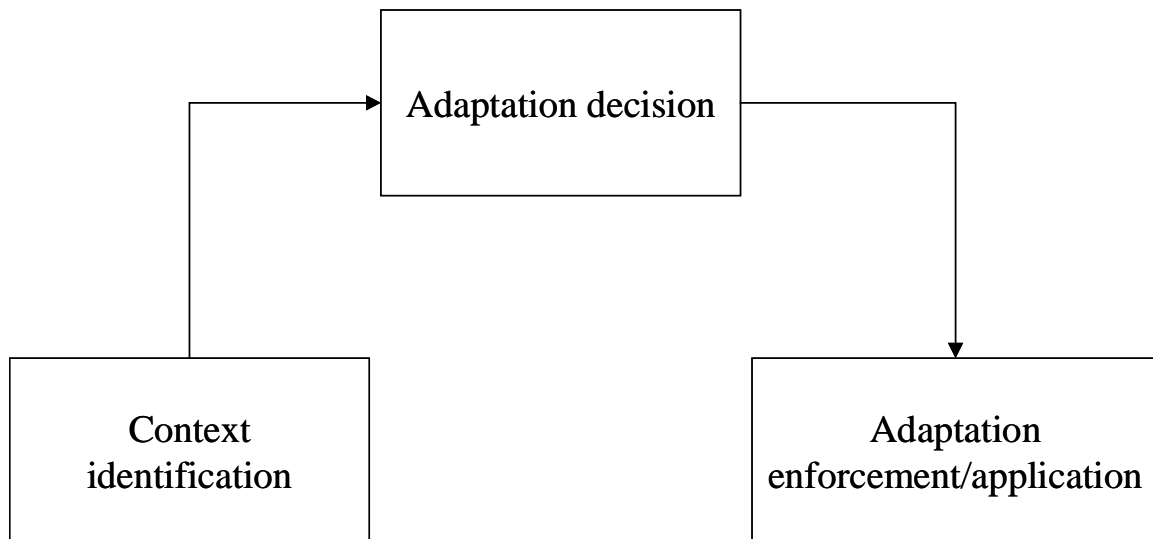 Adaptation decision
Context
identification
Adaptation
enforcement/application